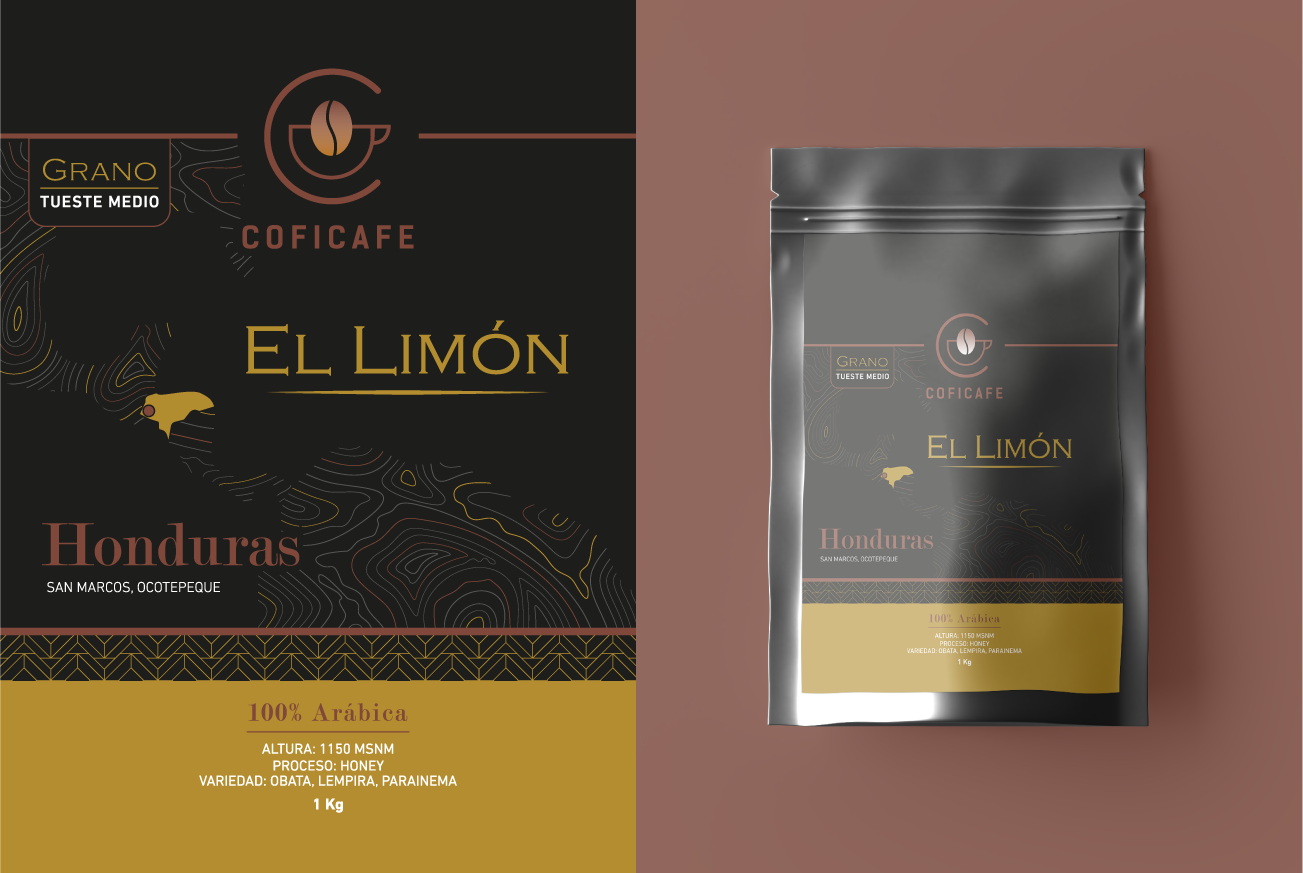 GRANO
TUESTE MEDIO
COFICAFE
EL LIMÓN
Honduras
SAN MARCOS, OCOTEPEQUE
100% Arábica
ALTURA: 1150 MSNM
PROCESO: HONEY
VARIEDAD: OBATA, LEMPIRA, PARAINEMA
1 Kg
GRANO
TUESTE MEDIO
COFICAFE
EL LIMÓN
Honduras
SAN MARCOS, OCOTEPEQUE
100% Arábica
ALTURA: 1150 MSNM
PROCESO: HONEY
VARIEDAD: OBATA, LEMPIRA, PARAINEMA
1 Kg